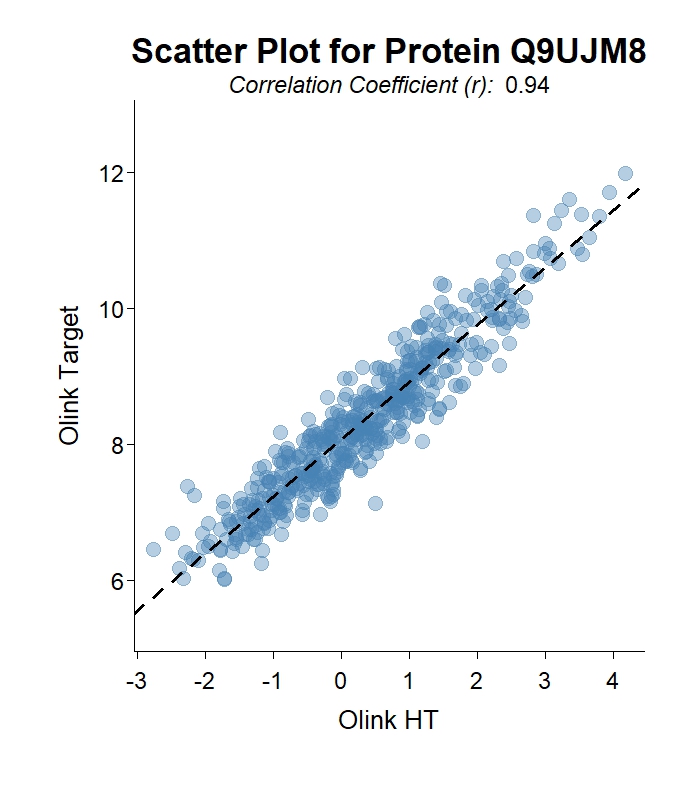 Scatter Plot for Protein Q9UJM8
Correlation Coefficient (r): 0.94
12
10
8
6
Olink Target
-3 -2 -1 0 1 2 3 4
Olink HT